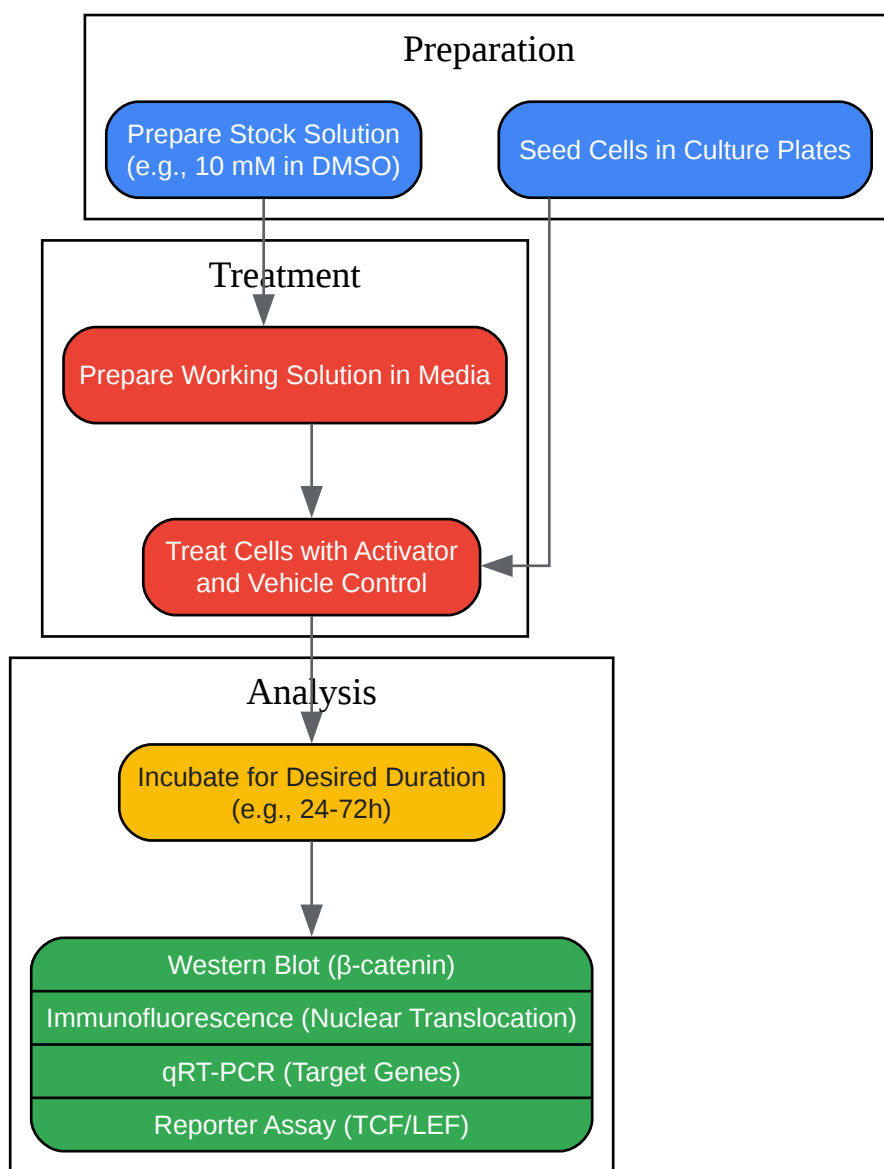 Preparation
Prepare Stock Solution
(e.g., 10 mM in DMSO)
Seed Cells in Culture Plates
Treatment
Prepare Working Solution in Media
Treat Cells with Activator
and Vehicle Control
Analysis
Incubate for Desired Duration
(e.g., 24-72h)
Western Blot (β-catenin)
Immunofluorescence (Nuclear Translocation)
qRT-PCR (Target Genes)
Reporter Assay (TCF/LEF)